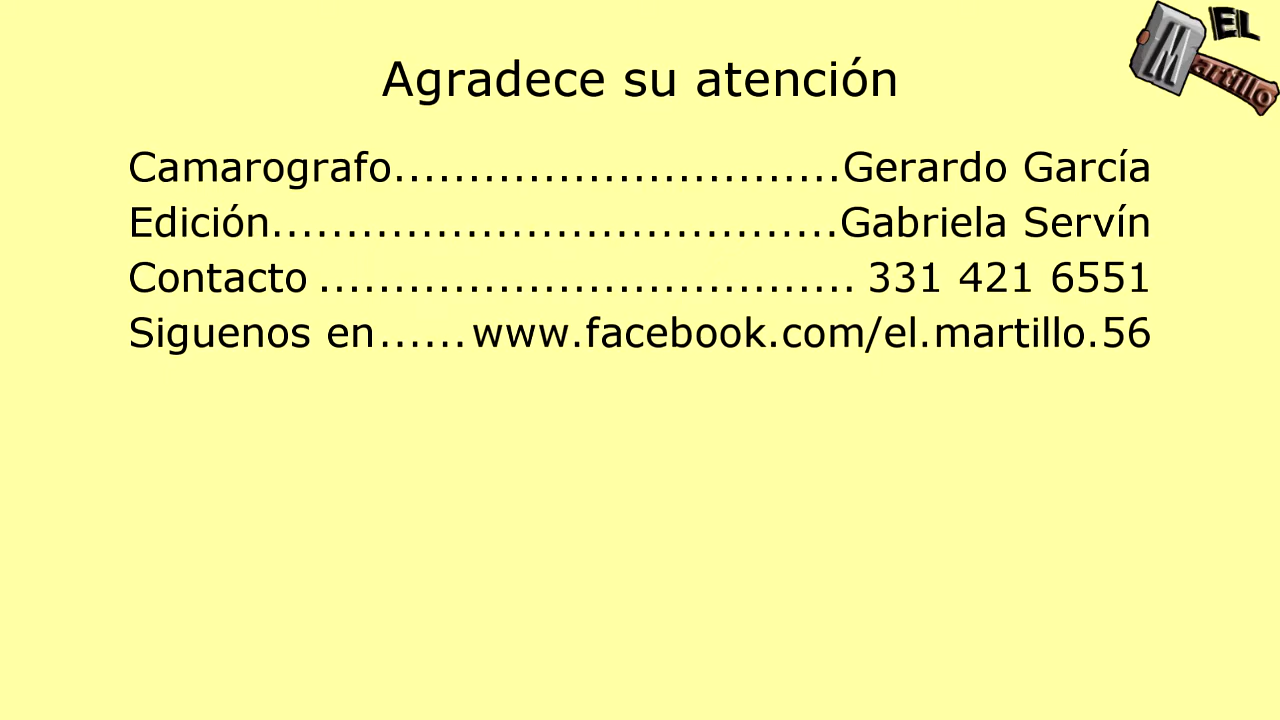 EL
Martillo
Agradece su atención
Camarografo..............................Gerardo García
Edición......................................Gabriela Servín
Contacto .................................... 331 421 6551
Siguenos en......www.facebook.com/el.martillo.56